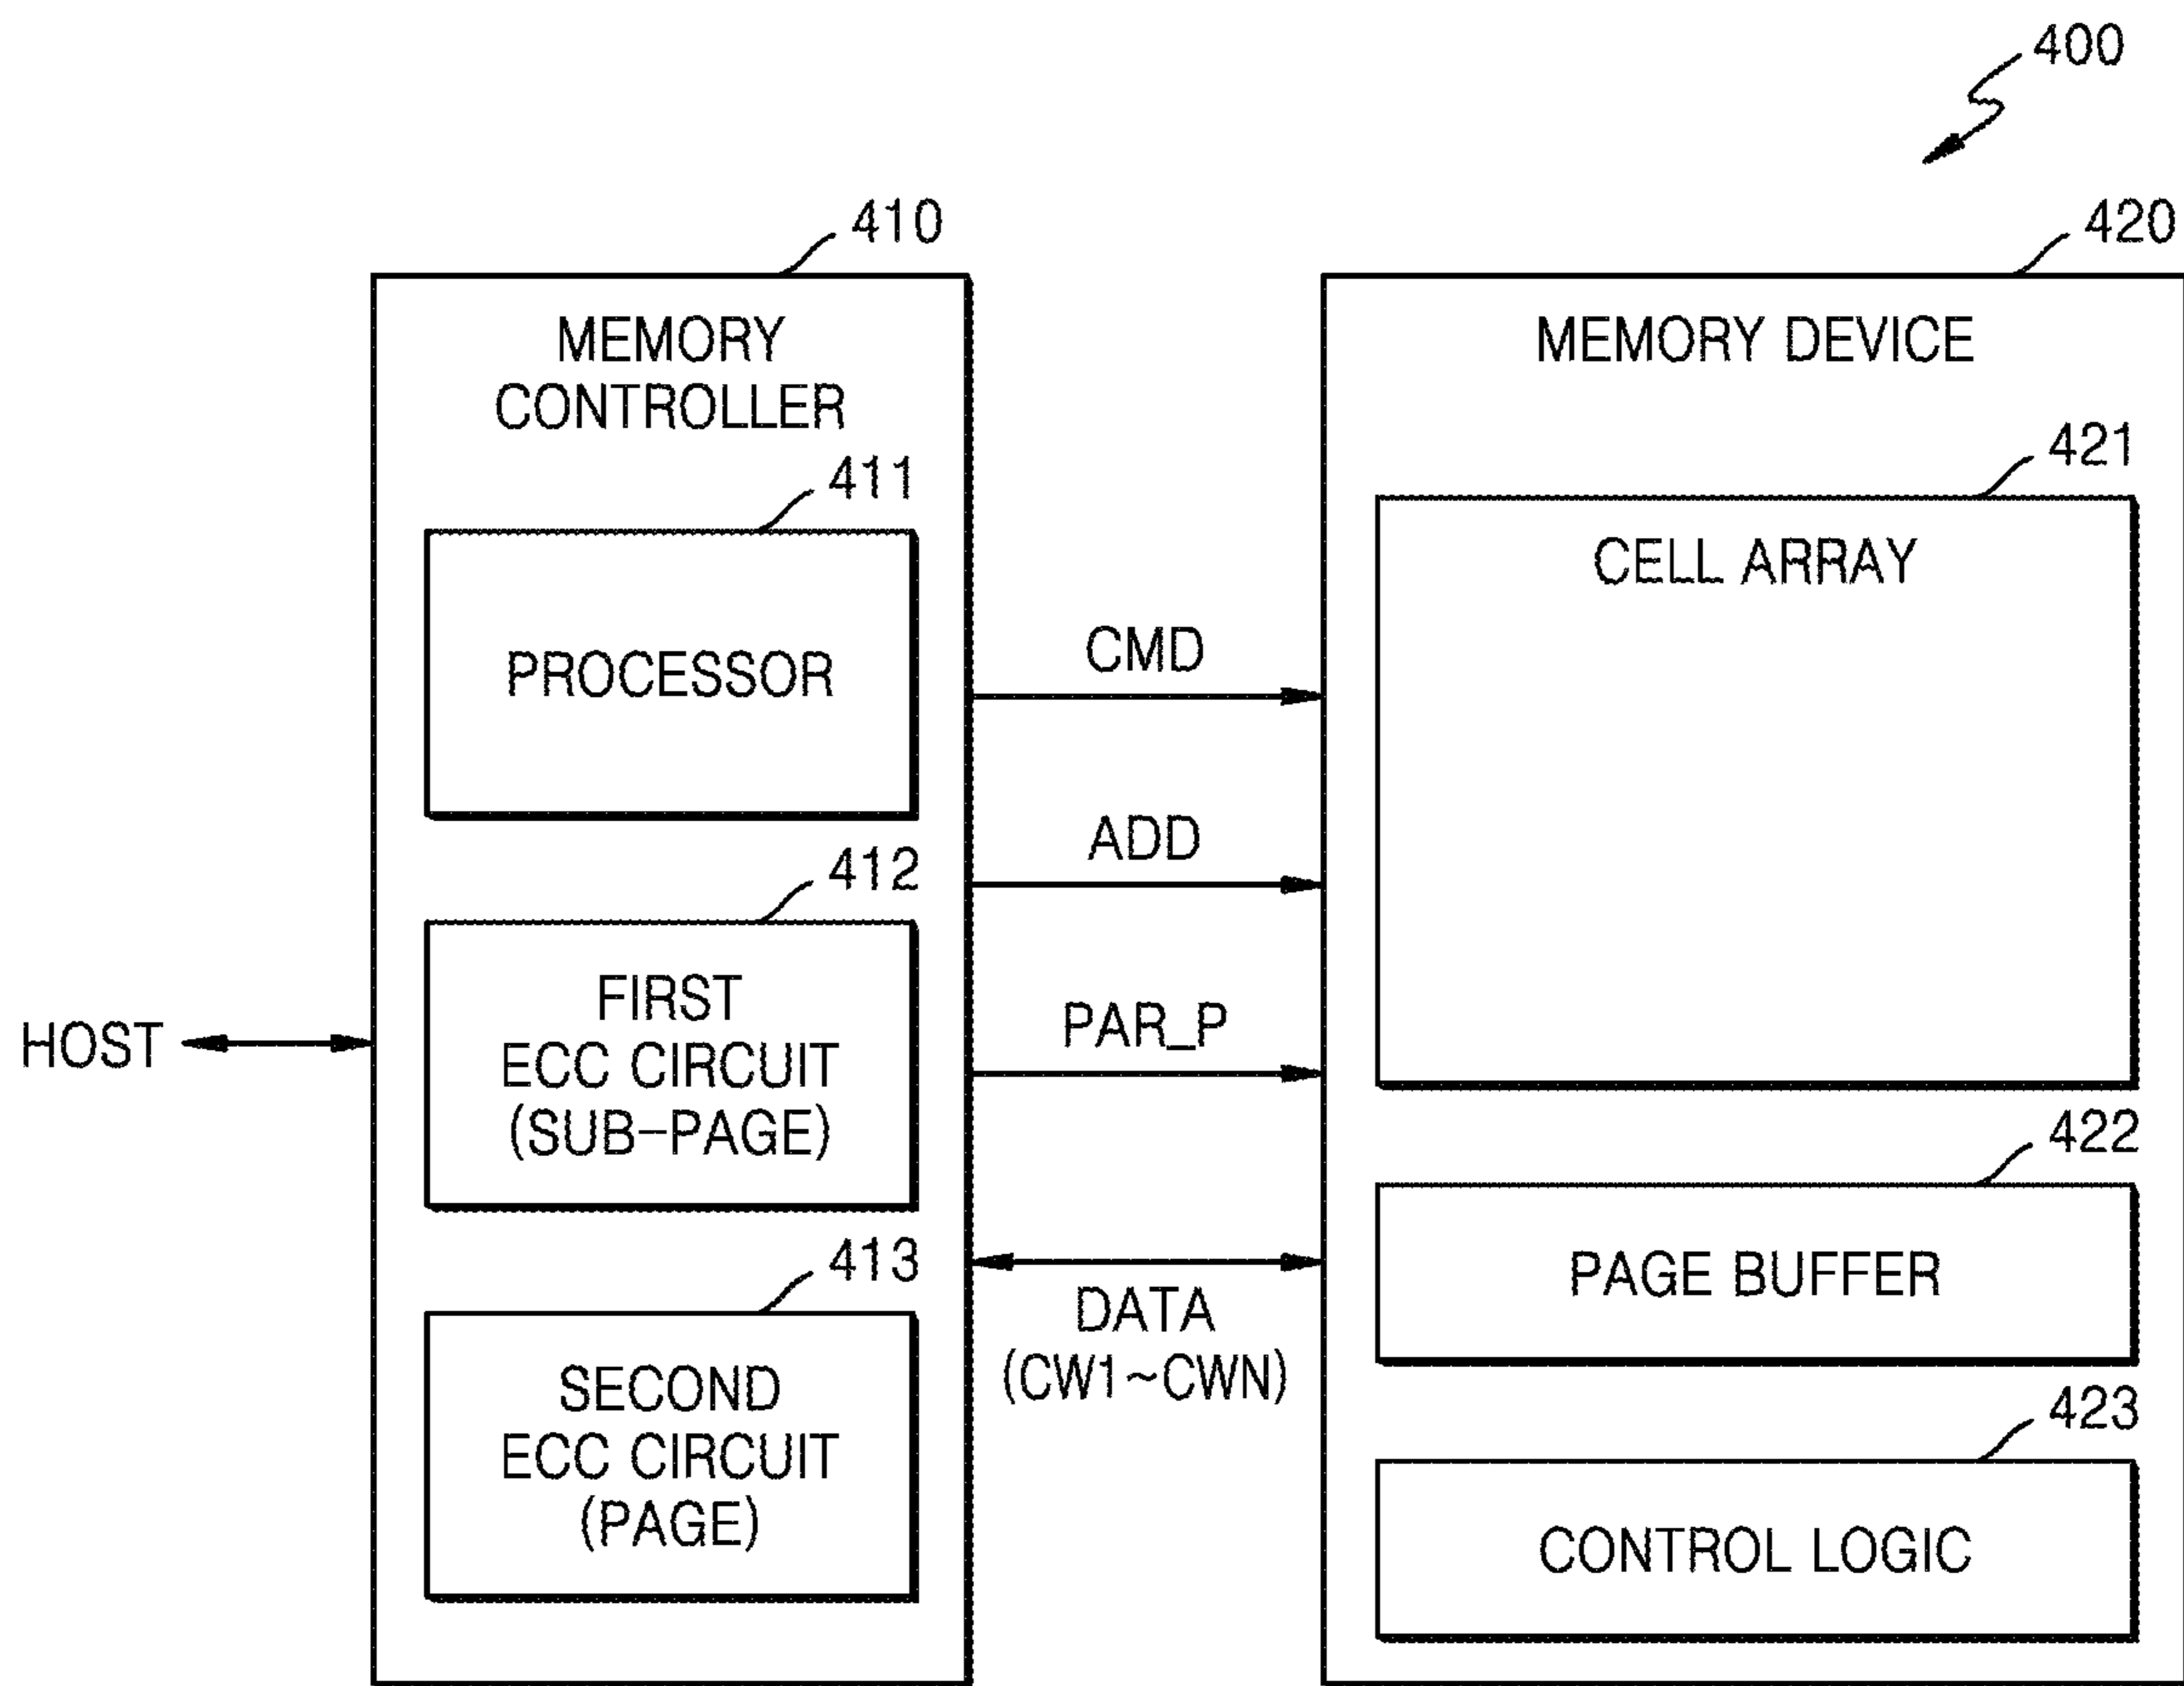 400
410
MEMORY
CONTROLLER
411
PROCESSOR
412
FIRST
ECC CIRCUIT
(SUB-PAGE)
413
SECOND
ECC CIRCUIT
(PAGE)
HOST
CMD
ADD
PAR_P
DATA
(CW1~CWN)
420
MEMORY DEVICE
421
CELL ARRAY
422
PAGE BUFFER
423
CONTROL LOGIC